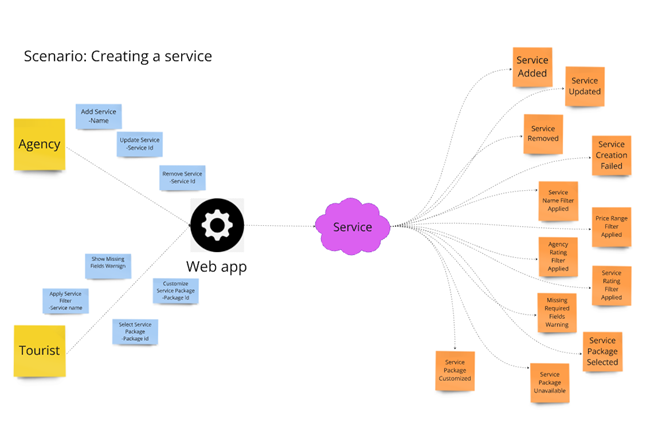 Scenario: Creating a service
Agency
Add Service
-Name
Update Service
-Service id
Remove Service
-Service Id
Web app
Show Missing
Fields Wernign
Apply Service
Filter
-Service name
Customize
Service Package
-Package Id
Select Service
Package
-Package id
Tourist
Service
Service
Added
Service
Updated
Service
Removed
Service
Creation
Failed
Service
Name Filter
Applied
Price Range
Filter
Applied
Agency
Rating
Filter
Applied
Service
Rating
Filter
Applied
Missing
Required
Fields
Warning
Service
Package
Selected
Service
Package
Customized
Service
Package
Unavailable